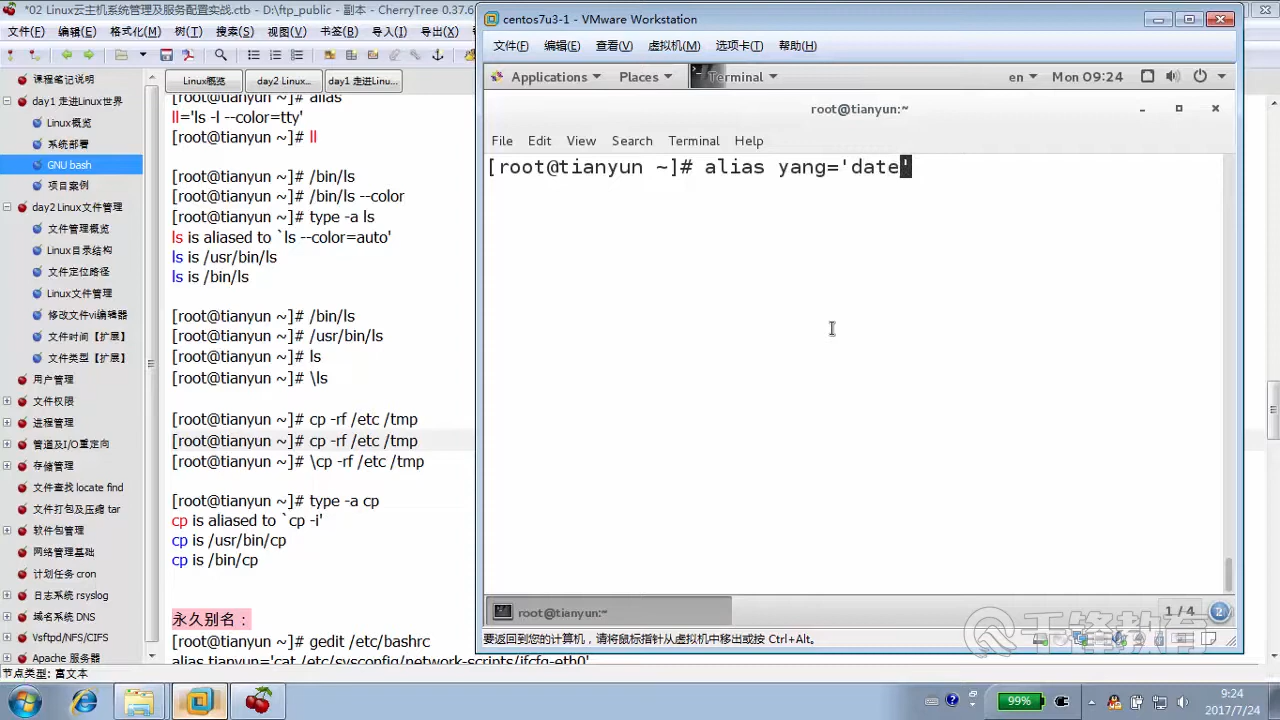 *02 Linux云主机系统管理及服务配置实战.ctb - D:\ftp_public - 副本 - CherryTree 0.37.6
文件(F) 编辑(E) 格式化(M) 树(T) 搜索(S) 替换(R) 视图(V) 书签(B) 导入(I) 导出(X)
课程笔记说明
day1 走进Linux世界
Linux概览
系统部署
GNU bash
项目案例
day2 Linux文件管理
文件管理概览
Linux目录结构
文件定位路径
Linux文件管理
修改文件vi编辑器
文件时间【扩展】
文件类型【扩展】
用户管理
文件权限
进程管理
管道及I/O重定向
存储管理
文件查找 locate find
文件打包及压缩 tar
软件包管理
网络管理基础
计划任务 cron
日志系统 rsyslog
域名系统 DNS
Vsftpd/NFS/CIFS
Apache 服务器
节点类型: 富文本
Linux概览 day2 Linux... day1 走进Linu...
[root@tianyun ~]# alias
ll='ls -l --color=tty'
[root@tianyun ~]# ll
[root@tianyun ~]# /bin/ls
[root@tianyun ~]# /bin/ls --color
[root@tianyun ~]# type -a ls
ls is aliased to `ls --color=auto'
ls is /usr/bin/ls
ls is /bin/ls
[root@tianyun ~]# /bin/ls
[root@tianyun ~]# /usr/bin/ls
[root@tianyun ~]# ls
[root@tianyun ~]# \ls
[root@tianyun ~]# cp -rf /etc /tmp
[root@tianyun ~]# cp -rf /etc /tmp
[root@tianyun ~]# \cp -rf /etc /tmp
[root@tianyun ~]# type -a cp
cp is aliased to `cp -i'
cp is /usr/bin/cp
cp is /bin/cp
永久别名：
[root@tianyun ~]# gedit /etc/bashrc
alias tianyun='cat /etc/sysconfig/network-scripts/ifcfg-eth0'
centos7u3-1 - VMware Workstation
文件(F) 编辑(E) 查看(V) 虚拟机(M) 选项卡(T) 帮助(H)
Applications Places Terminal en Mon 09:24
root@tianyun:~
File Edit View Search Terminal Help
[root@tianyun ~]# alias yang='date'
root@tianyun:~ 1 / 4 2
要返回到您的计算机，请将鼠标指针从虚拟机中移出或按 Ctrl+Alt。
千锋教育
99% 9:24
2017/7/24